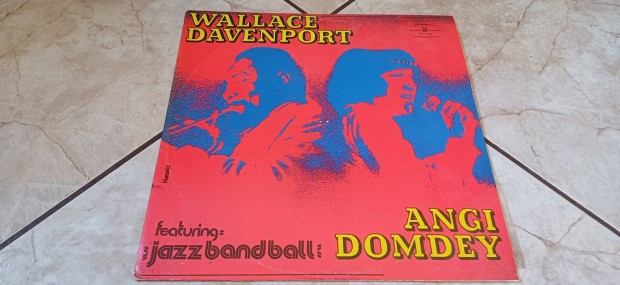 WALLACE
DAVENPORT
ANGI
DOMDEY
featuring:
jazz band ball